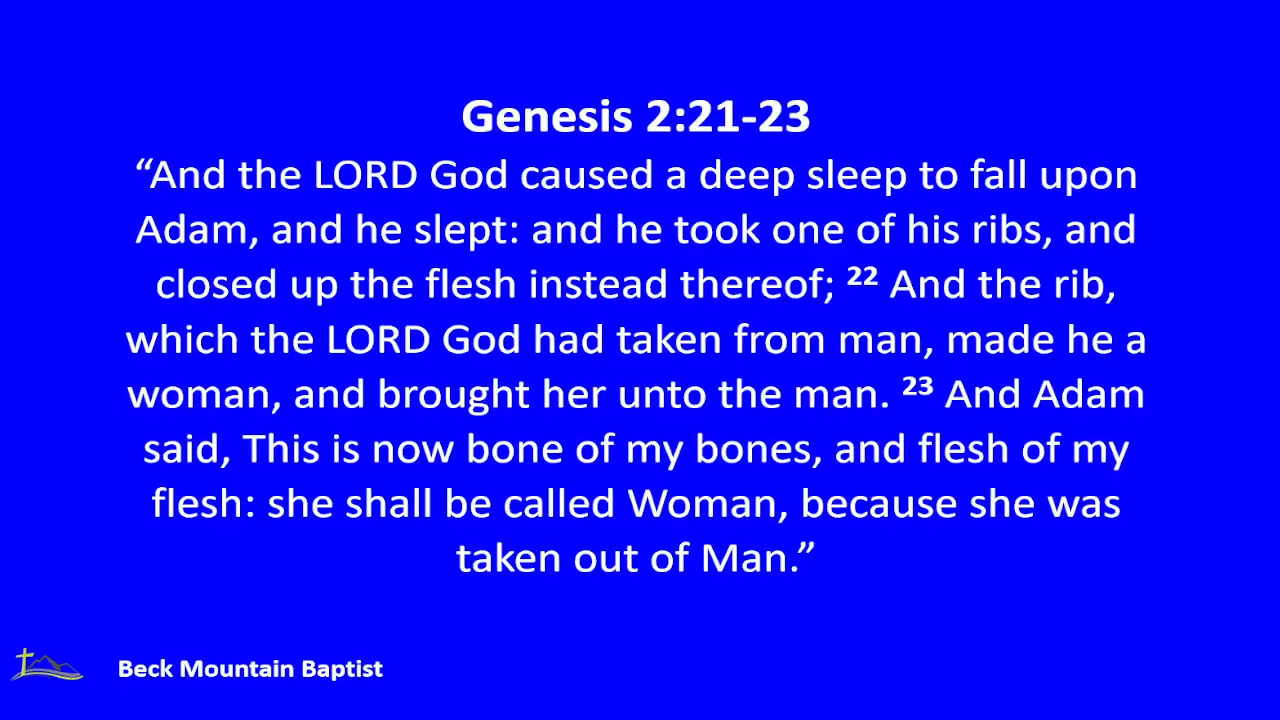 Genesis 2:21-23
“And the LORD God caused a deep sleep to fall upon
Adam, and he slept: and he took one of his ribs, and
closed up the flesh instead thereof; 22 And the rib,
which the LORD God had taken from man, made he a
woman, and brought her unto the man. 23 And Adam
said, This is now bone of my bones, and flesh of my
flesh: she shall be called Woman, because she was
taken out of Man.”
Beck Mountain Baptist